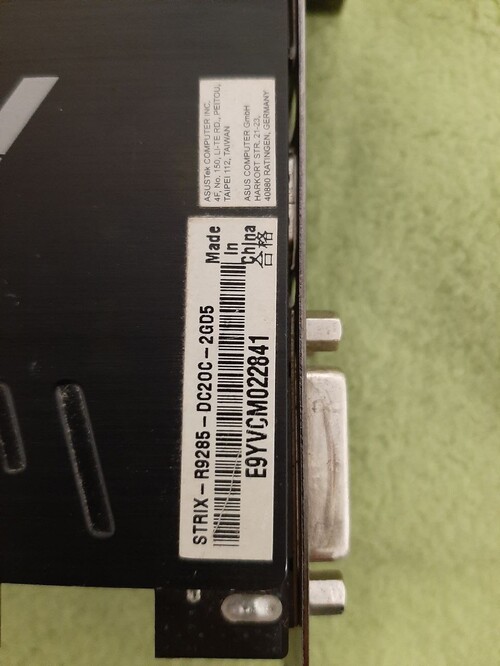 ASUSTek COMPUTER INC.
4F, No. 150, LI-TE RD., PEITOU,
TAIPEI 112, TAIWAN
ASUS COMPUTER GmbH
HARKORT STR. 21-23,
40880 RATINGEN, GERMANY
STRIX-R9285-DC2OC-2GD5
E9YVCM022841
Made
In
China
合格